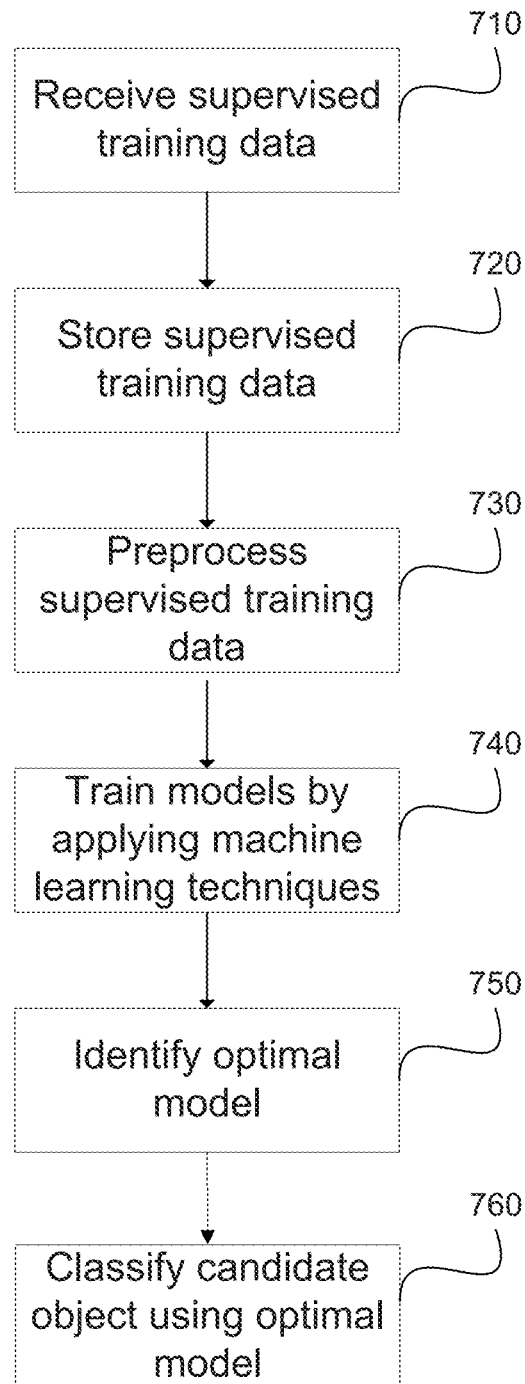 710
Receive supervised
training data
720
Store supervised
training data
730
Preprocess
supervised training
data
740
Train models by
applying machine
learning techniques
750
Identify optimal
model
760
Classify candidate
object using optimal
model